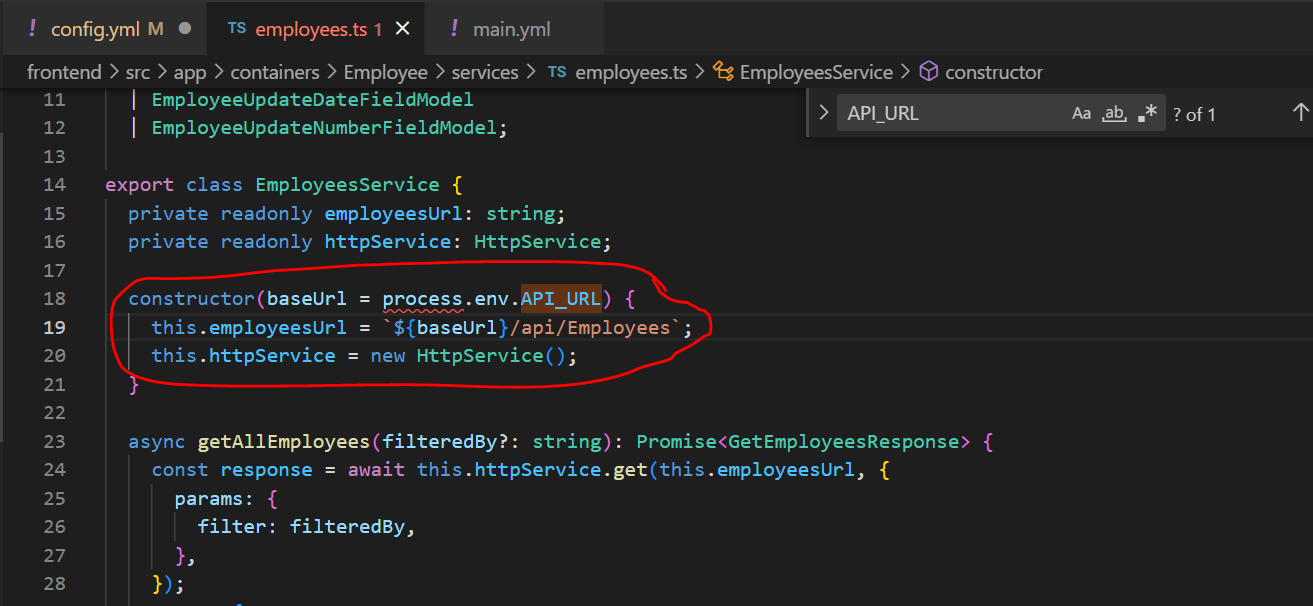 ! config.yml M ● TS employees.ts 1 × ! main.yml
frontend > src > app > containers > Employee > services > TS employees.ts > EmployeesService > constructor
API_URL Aa ab .* ? of 1 ↑
11 | EmployeeUpdateDateFieldModel
12 | EmployeeUpdateNumberFieldModel;
13
14 export class EmployeesService {
15 private readonly employeesUrl: string;
16 private readonly httpService: HttpService;
17
18 constructor(baseUrl = process.env.API_URL) {
19 this.employeesUrl = `${baseUrl}/api/Employees`;
20 this.httpService = new HttpService();
21 }
22
23 async getAllEmployees(filteredBy?: string): Promise<GetEmployeesResponse> {
24 const response = await this.httpService.get(this.employeesUrl, {
25 params: {
26 filter: filteredBy,
27 },
28 });